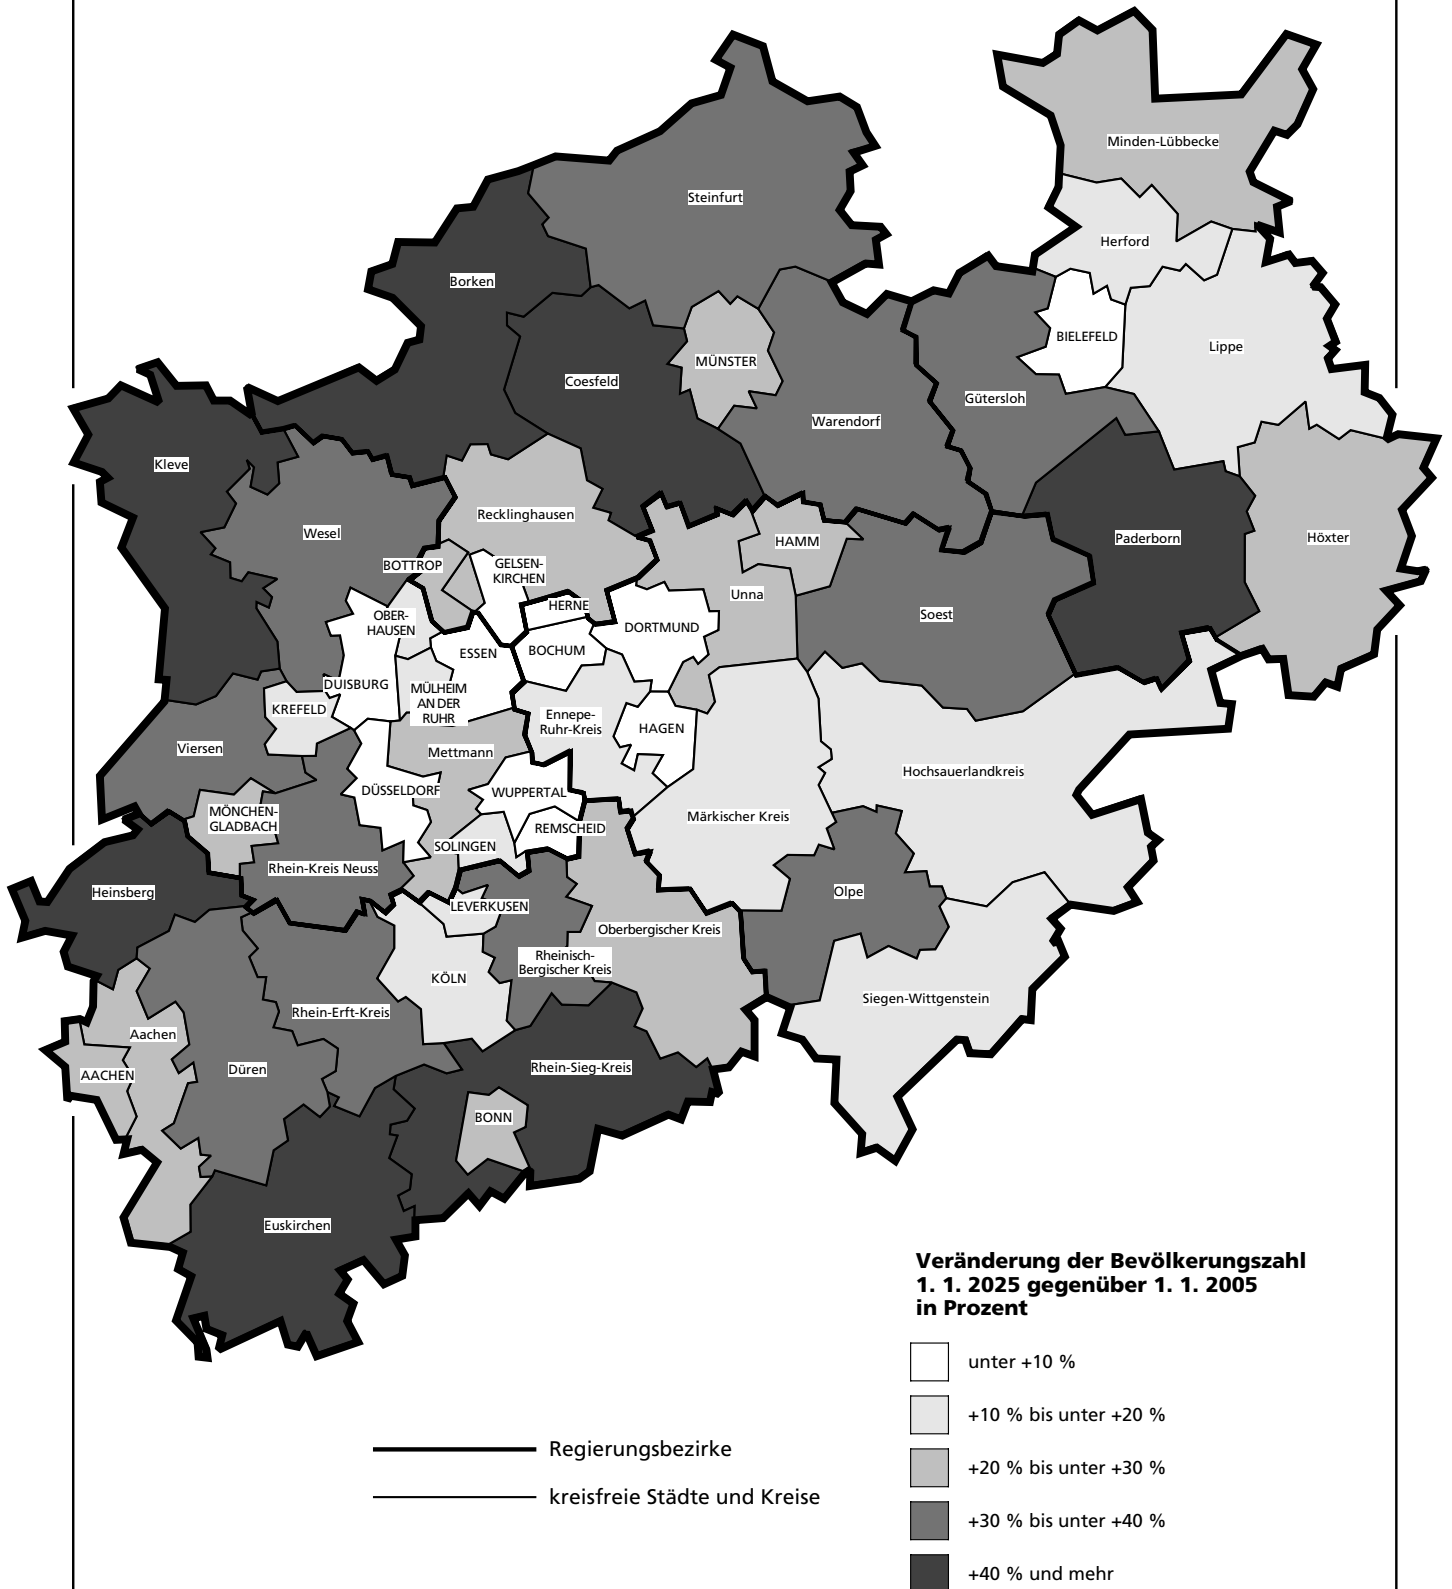 Minden-Lübbecke
Steinfurt
Herford
Borken
BIELEFELD
Lippe
MÜNSTER
Coesfeld
Gütersloh
Warendorf
Kleve
Recklinghausen
Wesel
Paderborn
Höxter
HAMM
BOTTROP
GELSEN-
KIRCHEN
Unna
HERNE
Soest
OBER-
HAUSEN
DORTMUND
BOCHUM
ESSEN
DUISBURG
MÜLHEIM
AN DER
RUHR
KREFELD
Ennepe-
Ruhr-Kreis
HAGEN
Viersen
Mettmann
Hochsauerlandkreis
DÜSSELDORF
WUPPERTAL
MÖNCHEN-
GLADBACH
Märkischer Kreis
REMSCHEID
SOLINGEN
Rhein-Kreis Neuss
Heinsberg
Olpe
LEVERKUSEN
Oberbergischer Kreis
Rheinisch-
Bergischer Kreis
KÖLN
Siegen-Wittgenstein
Rhein-Erft-Kreis
Aachen
AACHEN
Düren
Rhein-Sieg-Kreis
BONN
Euskirchen
Veränderung der Bevölkerungszahl
1. 1. 2025 gegenüber 1. 1. 2005
in Prozent
unter +10 %
+10 % bis unter +20 %
+20 % bis unter +30 %
+30 % bis unter +40 %
+40 % und mehr
Regierungsbezirke
kreisfreie Städte und Kreise